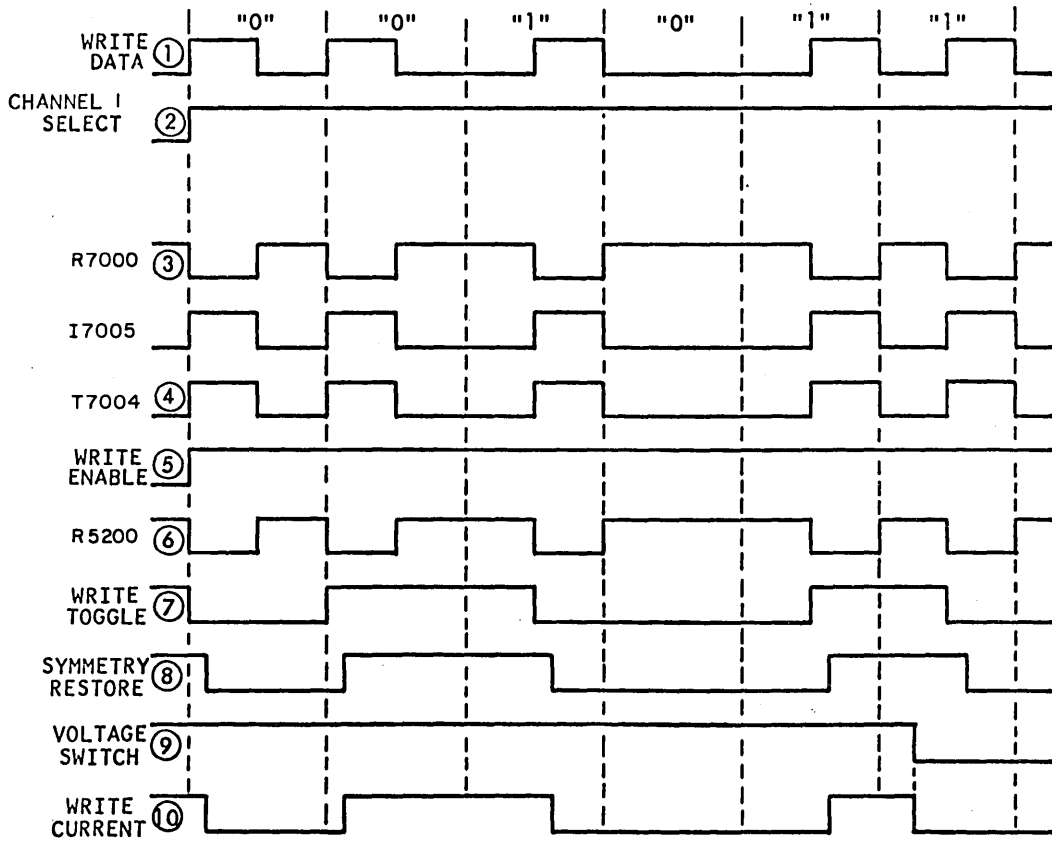 "0" "0" "1" "0" "1" "1"
WRITE
DATA ①
CHANNEL I
SELECT ②
R7000 ③
I7005
T7004 ④
WRITE
ENABLE ⑤
R5200 ⑥
WRITE
TOGGLE ⑦
SYMMETRY
RESTORE ⑧
VOLTAGE
SWITCH ⑨
WRITE
CURRENT ⑩